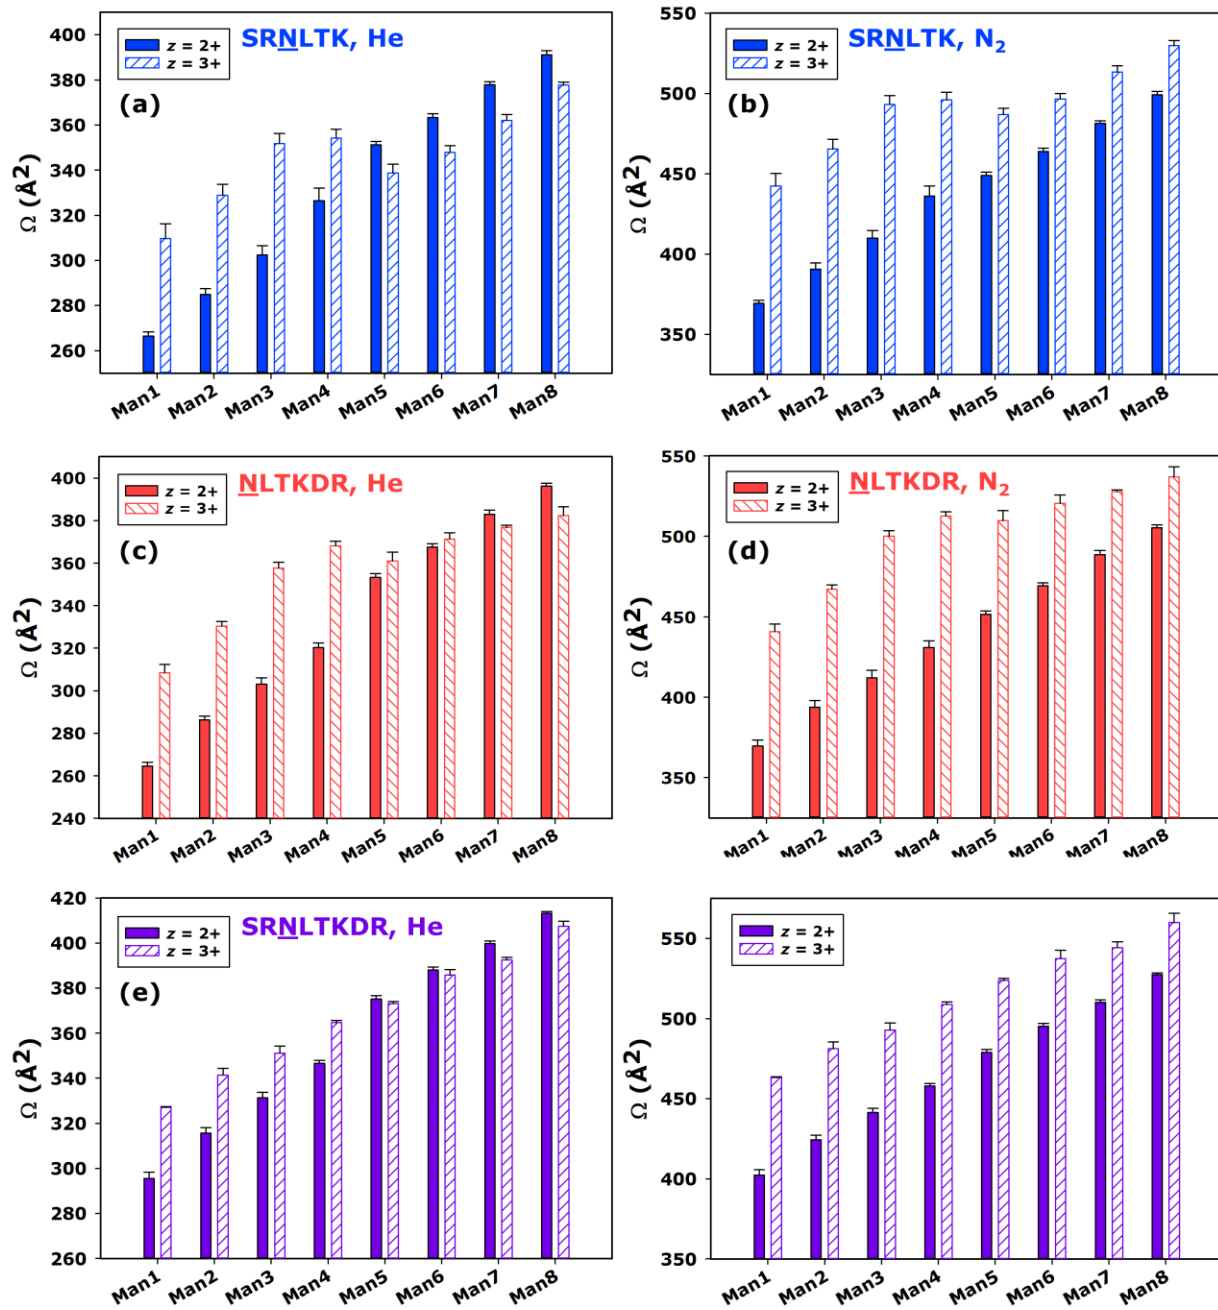 SRNLTK, He
z = 2+
z = 3+
(a)
Ω (Å2)
400
380
360
340
320
300
280
260
Man1 Man2 Man3 Man4 Man5 Man6 Man7 Man8
SRNLTK, N2
z = 2+
z = 3+
(b)
Ω (Å2)
550
500
450
400
350
Man1 Man2 Man3 Man4 Man5 Man6 Man7 Man8
NLTKDR, He
z = 2+
z = 3+
(c)
Ω (Å2)
400
380
360
340
320
300
280
260
240
Man1 Man2 Man3 Man4 Man5 Man6 Man7 Man8
NLTKDR, N2
z = 2+
z = 3+
(d)
Ω (Å2)
550
500
450
400
350
Man1 Man2 Man3 Man4 Man5 Man6 Man7 Man8
SRNLTKDR, He
z = 2+
z = 3+
(e)
Ω (Å2)
420
400
380
360
340
320
300
280
260
Man1 Man2 Man3 Man4 Man5 Man6 Man7 Man8
z = 2+
z = 3+
Ω (Å2)
550
500
450
400
350
Man1 Man2 Man3 Man4 Man5 Man6 Man7 Man8